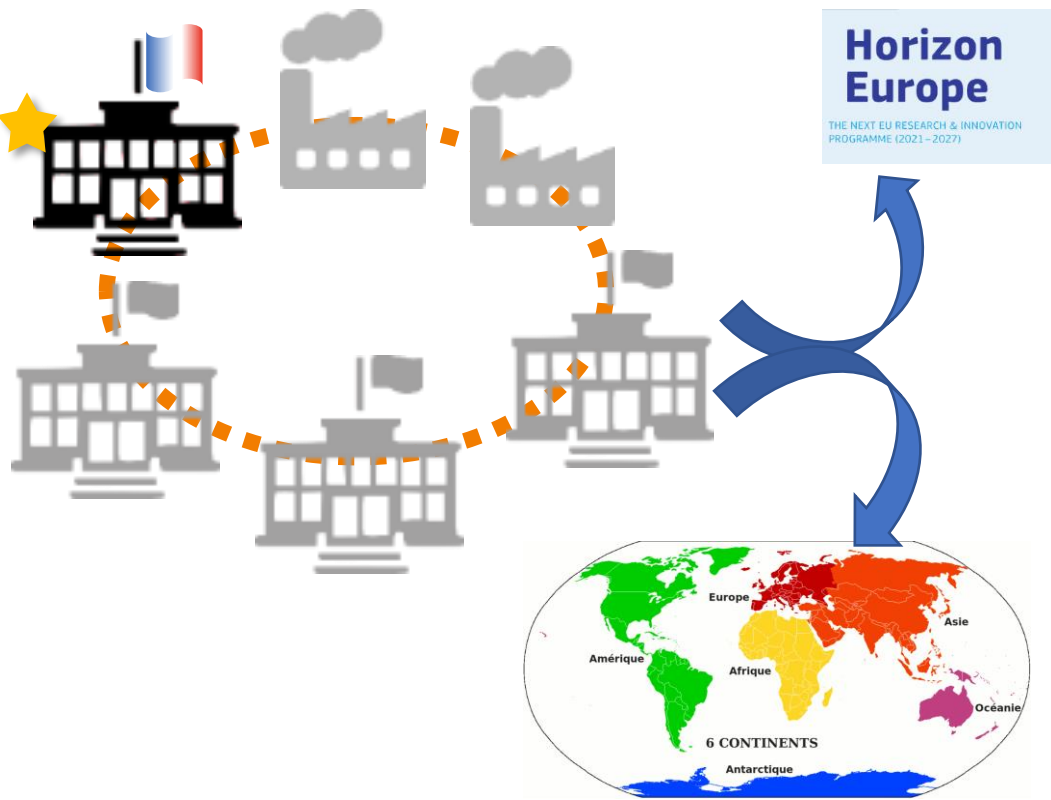 Horizon
Europe
THE NEXT EU RESEARCH & INNOVATION
PROGRAMME (2021–2027)
Europe
Asie
Amérique
Afrique
Océanie
6 CONTINENTS
Antarctique